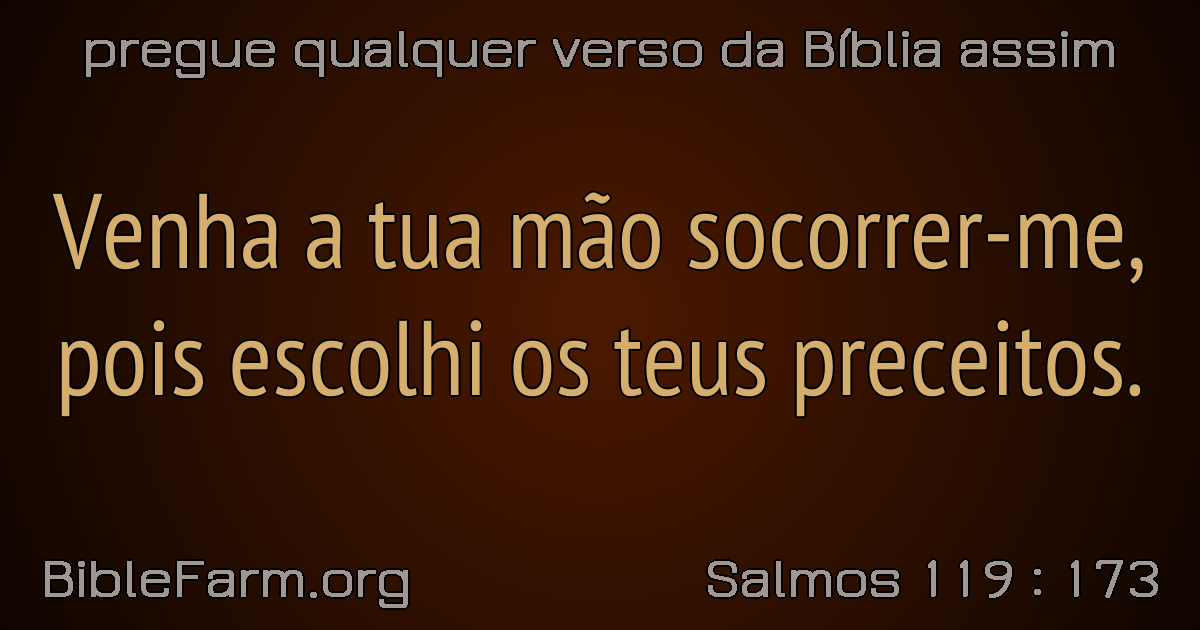 pregue qualquer verso da Bíblia assim
Venha a tua mão socorrer-me,
pois escolhi os teus preceitos.
BibleFarm.org
Salmos 119 : 173